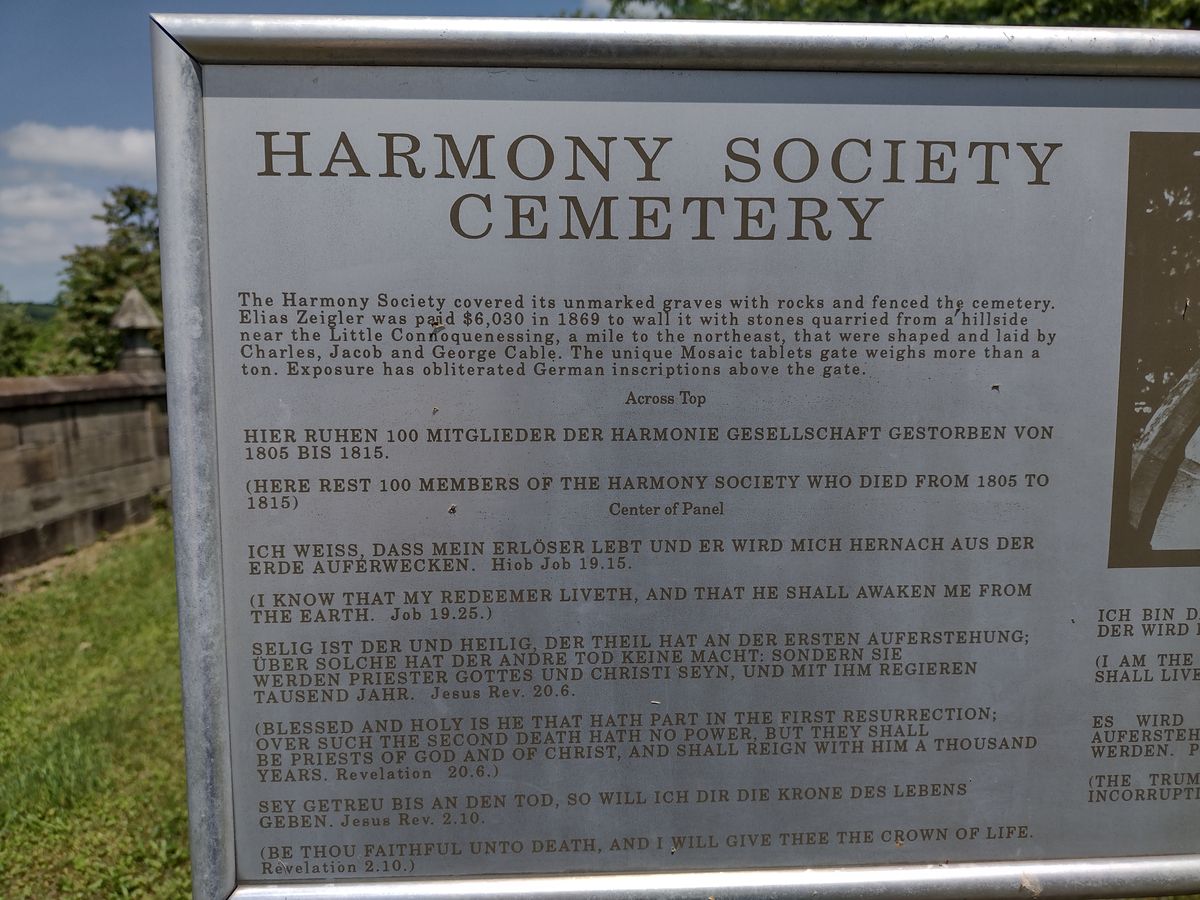 HARMONY SOCIETY
CEMETERY
The Harmony Society covered its unmarked graves with rocks and fenced the cemetery.
Elias Zeigler was paid $6,030 in 1869 to wall it with stones quarried from a hillside
near the Little Connoquenessing, a mile to the northeast, that were shaped and laid by
Charles, Jacob and George Cable. The unique Mosaic tablets gate weighs more than a
ton. Exposure has obliterated German inscriptions above the gate.
Across Top
HIER RUHEN 100 MITGLIEDER DER HARMONIE GESELLSCHAFT GESTORBEN VON
1805 BIS 1815.
(HERE REST 100 MEMBERS OF THE HARMONY SOCIETY WHO DIED FROM 1805 TO
1815)
Center of Panel
ICH WEISS, DASS MEIN ERLÖSER LEBT UND ER WIRD MICH HERNACH AUS DER
ERDE AUFERWECKEN. Hiob Job 19.15.
(I KNOW THAT MY REDEEMER LIVETH, AND THAT HE SHALL AWAKEN ME FROM
THE EARTH. Job 19.25.)
SELIG IST DER UND HEILIG, DER THEIL HAT AN DER ERSTEN AUFERSTEHUNG;
ÜBER SOLCHE HAT DER ANDRE TOD KEINE MACHT: SONDERN SIE
WERDEN PRIESTER GOTTES UND CHRISTI SEYN, UND MIT IHM REGIEREN
TAUSEND JAHR. Jesus Rev. 20.6.
(BLESSED AND HOLY IS HE THAT HATH PART IN THE FIRST RESURRECTION;
OVER SUCH THE SECOND DEATH HATH NO POWER, BUT THEY SHALL
BE PRIESTS OF GOD AND OF CHRIST, AND SHALL REIGN WITH HIM A THOUSAND
YEARS. Revelation 20.6.)
SEY GETREU BIS AN DEN TOD, SO WILL ICH DIR DIE KRONE DES LEBENS
GEBEN. Jesus Rev. 2.10.
(BE THOU FAITHFUL UNTO DEATH, AND I WILL GIVE THEE THE CROWN OF LIFE.
Revelation 2.10.)
ICH BIN
DER WIRD
(I AM THE
SHALL LIVE
ES WIRD
AUFERSTEH
WERDEN.
(THE TRUM
INCORRUPTI